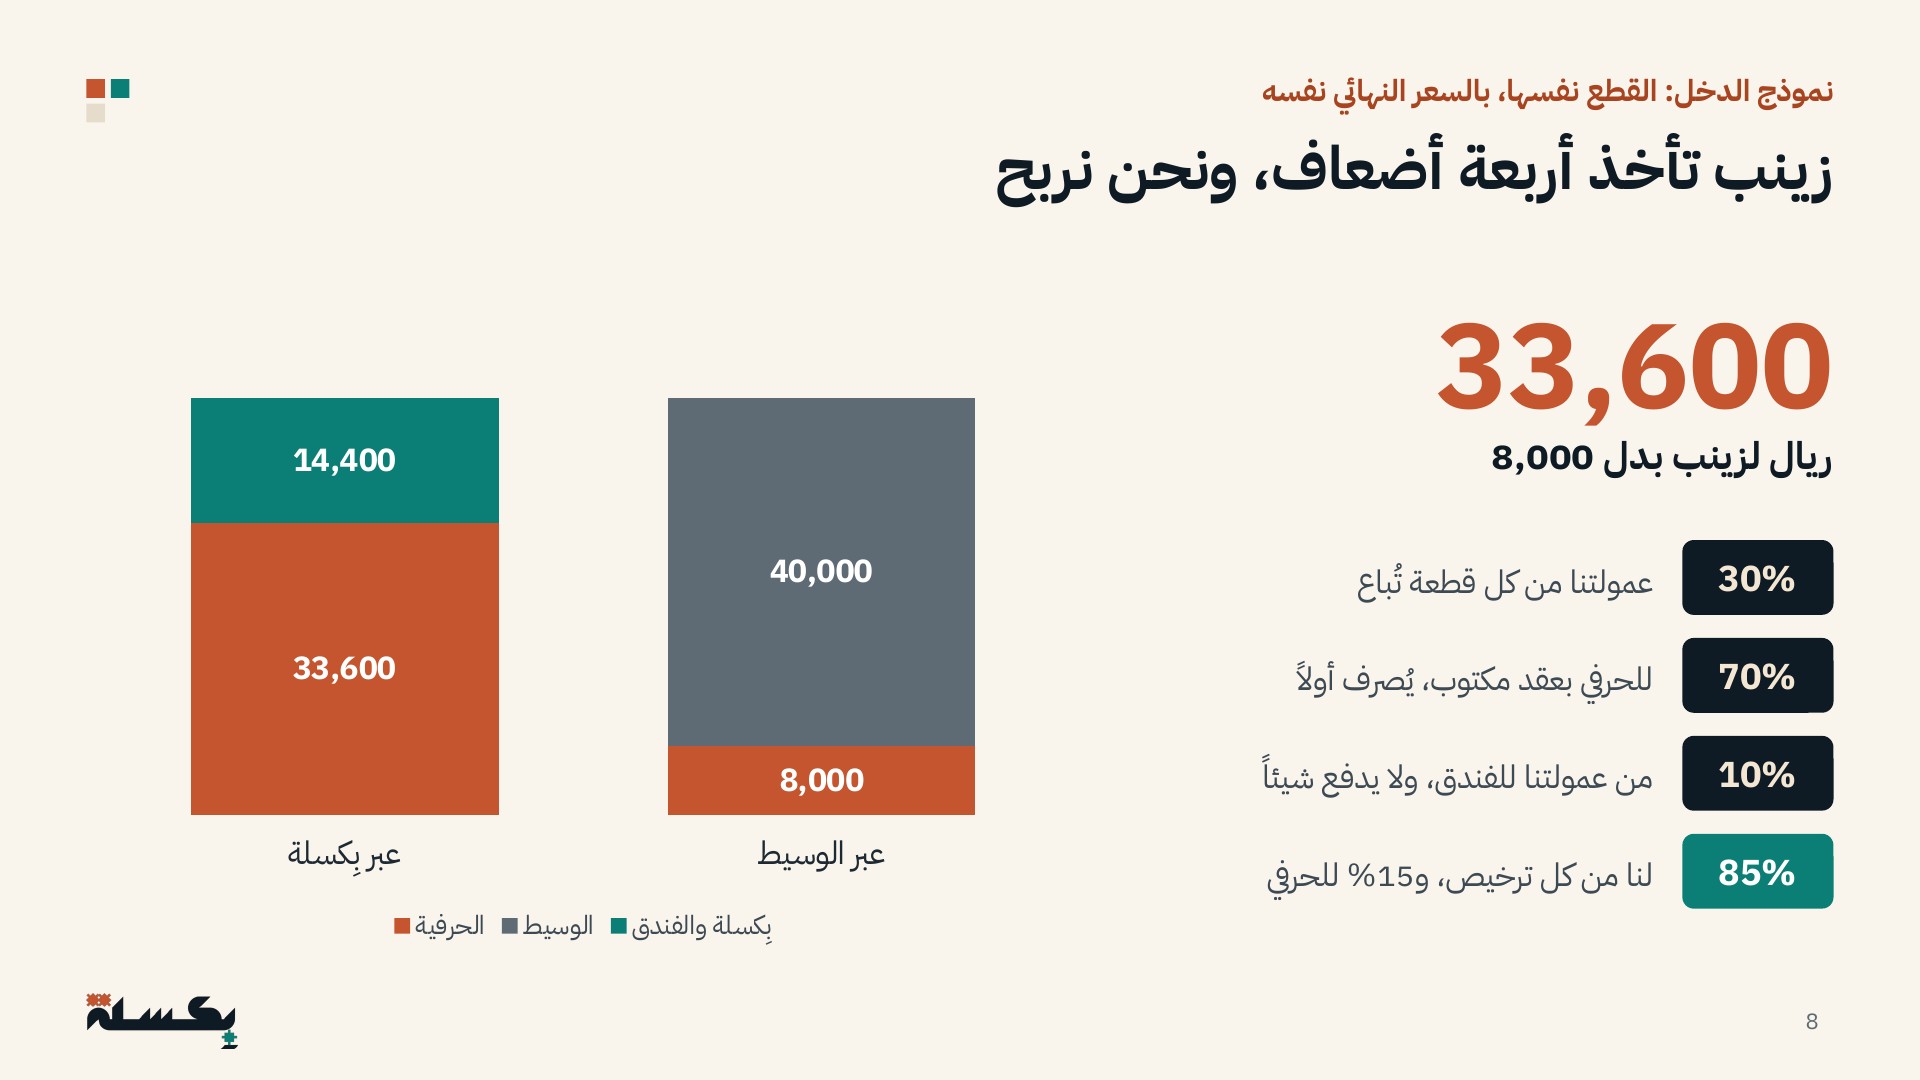 نموذج الدخل: القطع نفسها، بالسعر النهائي نفسه
زينب تأخذ أربعة أضعاف، ونحن نربح
33,600
ريال لزينب بدل 8,000
30% عمولتنا من كل قطعة تُباع
70% للحرفي بعقد مكتوب، يُصرف أولاً
10% من عمولتنا للفندق، ولا يدفع شيئاً
85% لنا من كل ترخيص، و15% للحرفي
40,000
8,000
عبر الوسيط
14,400
33,600
عبر بِكسلة
بِكسلة والفندق
الوسيط
الحرفية
8
بِكسلة